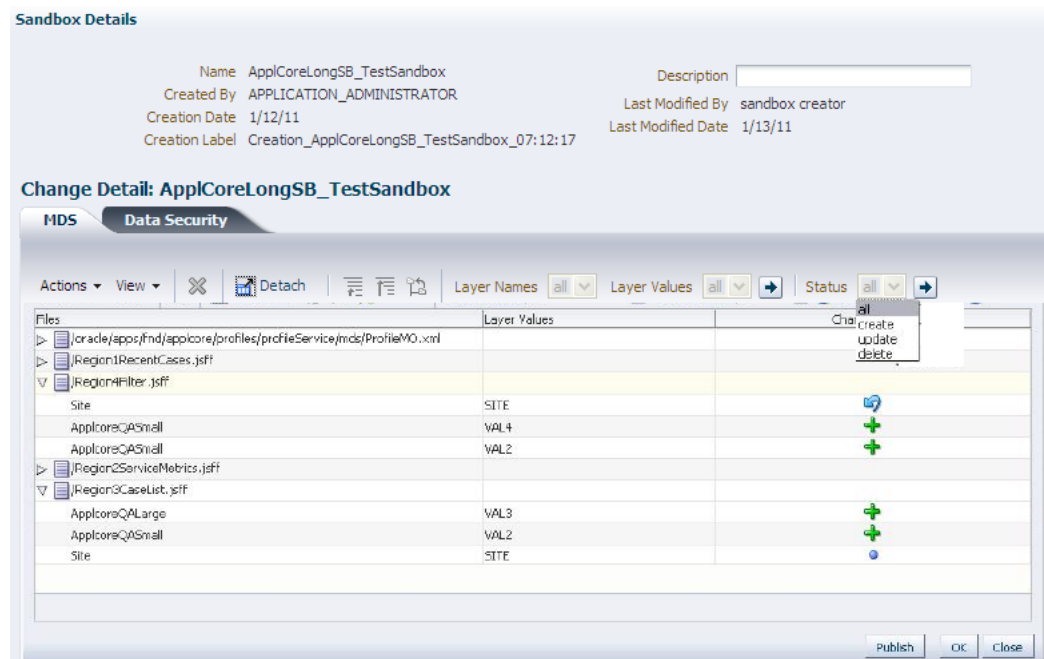 Sandbox Details
Name ApplCoreLongSB_TestSandbox
Description
Created By APPLICATION_ADMINISTRATOR
Last Modified By sandbox creator
Creation Date 1/12/11
Last Modified Date 1/13/11
Creation Label Creation_ApplCoreLongSB_TestSandbox_07:12:17
Change Detail: ApplCoreLongSB_TestSandbox
MDS Data Security
Actions View Detach Layer Names all Layer Values all Status all
all
create
update
delete
Files Layer Values
/oracle/apps/fnd/applcore/profiles/profileService/mds/ProfileMO.xml
/Region1RecentCases.jsff
/Region4Filter.jsff
Site SITE
ApplcoreQASmall VAL4
ApplcoreQASmall VAL2
/Region2ServiceMetrics.jsff
/Region3CaseList.jsff
ApplcoreQALarge VAL3
ApplcoreQASmall VAL2
Site SITE
Publish OK Close